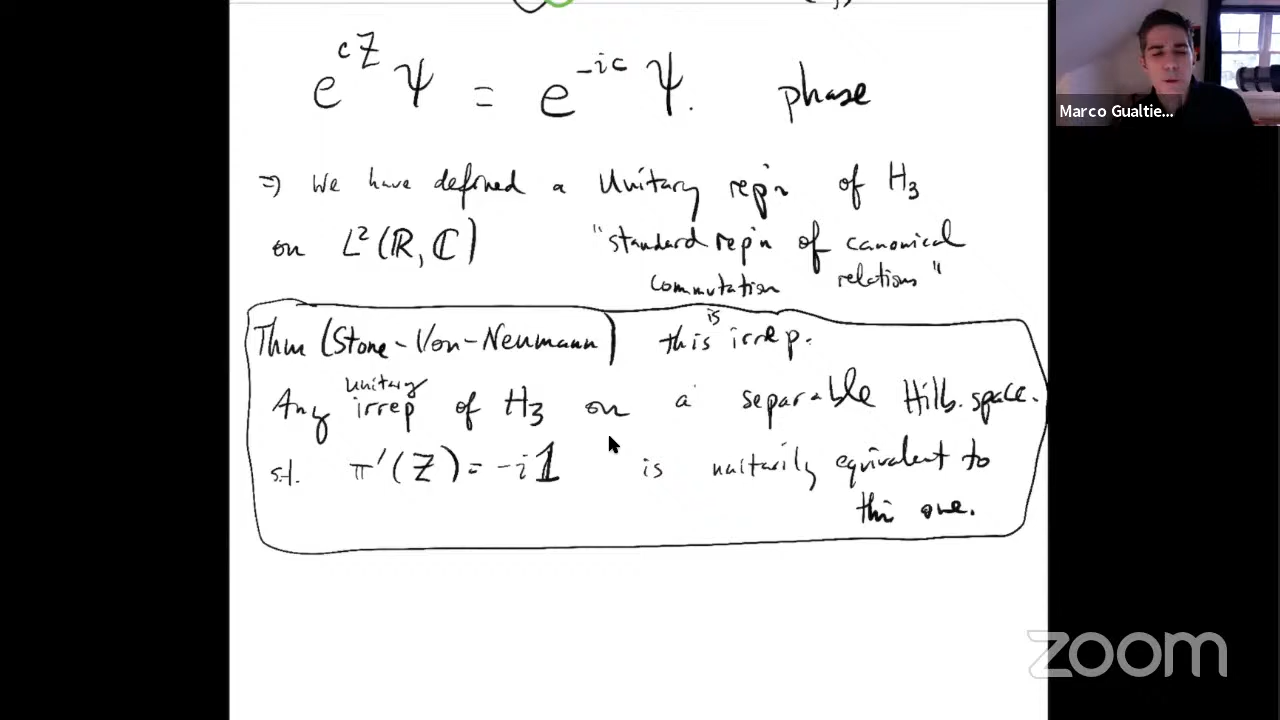 e^{cZ} ψ = e^{-ic} ψ. phase
⇒ We have defined a Unitary rep'n of H₃
on L²(ℝ, ℂ) "standard rep'n of canonical
commutation relations"
Thm (Stone-Von-Neumann) this is irrep.
Any unitary irrep of H₃ on a separable Hilb. space.
s.t. π'(Z) = -i𝟙 is unitarily equivalent to
this one.
Marco Gualtie...
zoom